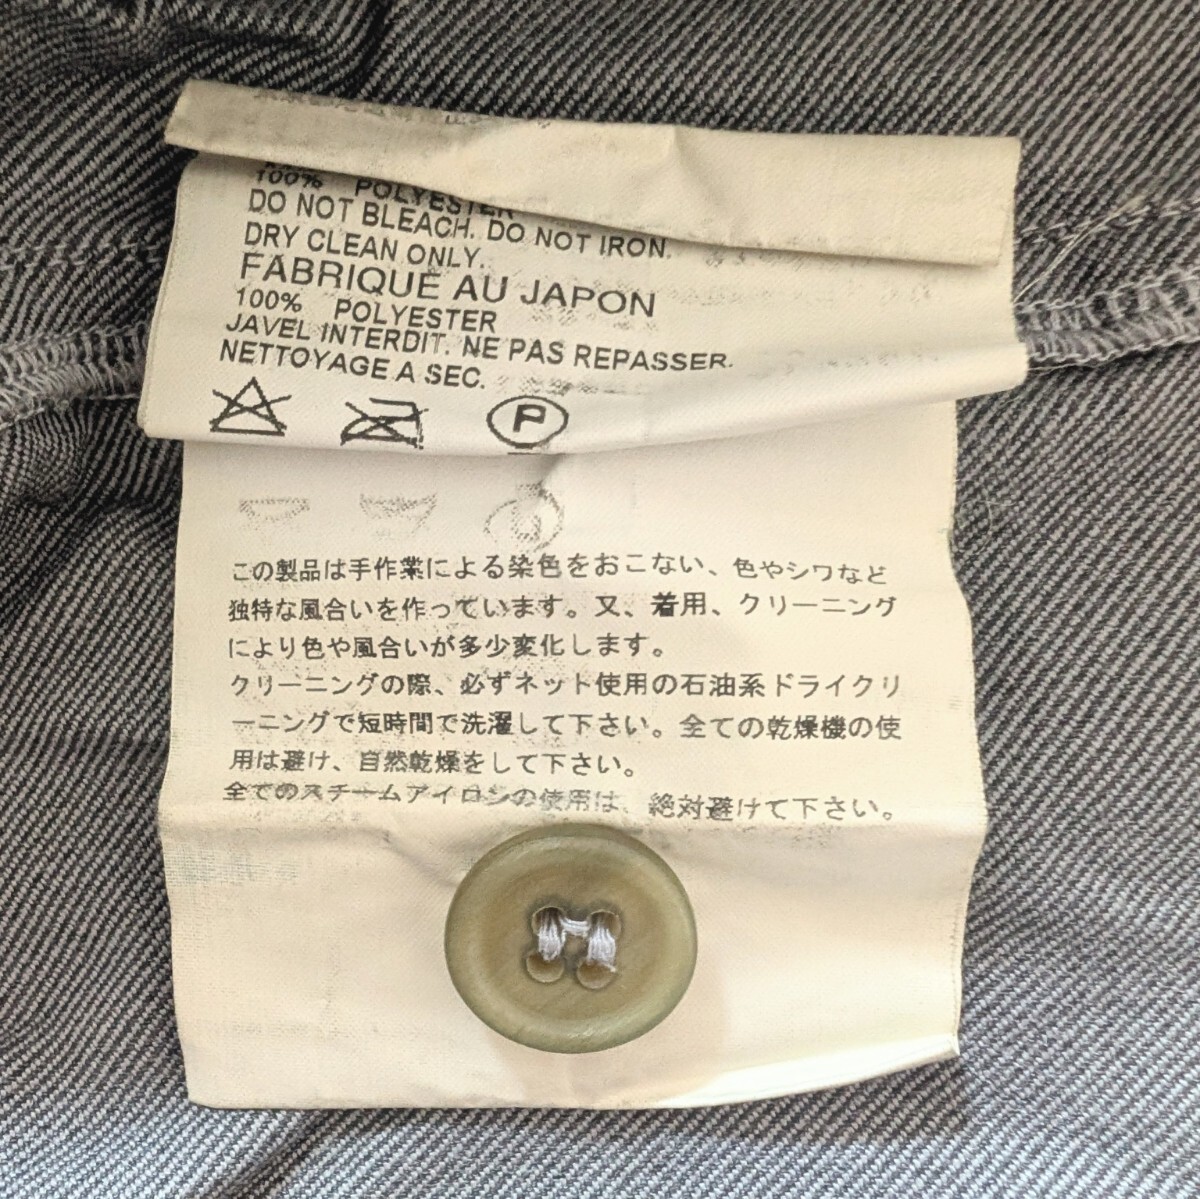 100% POLYESTER
DO NOT BLEACH. DO NOT IRON.
DRY CLEAN ONLY.
FABRIQUE AU JAPON
100% POLYESTER
JAVEL INTERDIT. NE PAS REPASSER.
NETTOYAGE A SEC.
P
この製品は手作業による染色をおこない、色やシワなど
独特な風合いを作っています。又、着用、クリーニング
により色や風合いが多少変化します。
クリーニングの際、必ずネット使用の石油系ドライクリ
ーニングで短時間で洗濯して下さい。全ての乾燥機の使
用は避け、自然乾燥をして下さい。
全てのスチームアイロンの使用は、絶対避けて下さい。